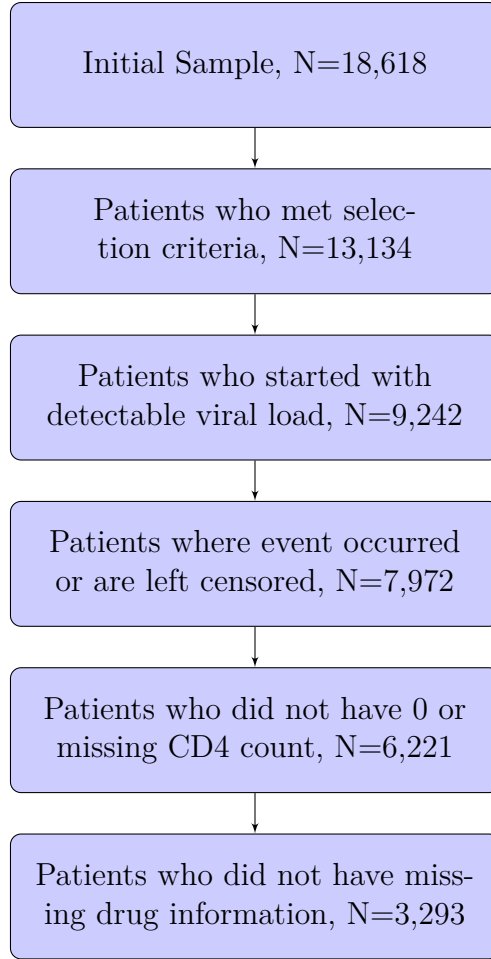 Initial Sample, N=18,618
Patients who met selec-
tion criteria, N=13,134
Patients who started with
detectable viral load, N=9,242
Patients where event occurred
or are left censored, N=7,972
Patients who did not have 0 or
missing CD4 count, N=6,221
Patients who did not have miss-
ing drug information, N=3,293